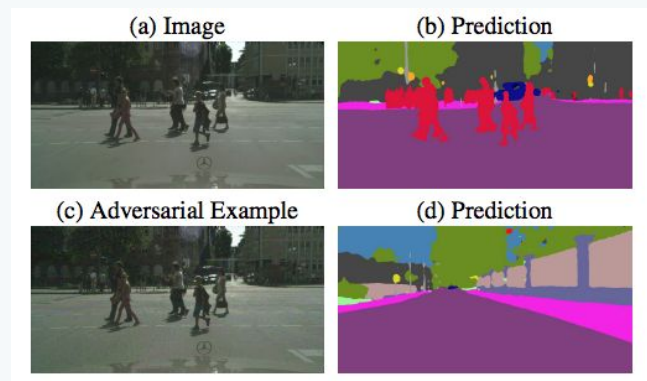 (a) Image
(b) Prediction
(c) Adversarial Example
(d) Prediction